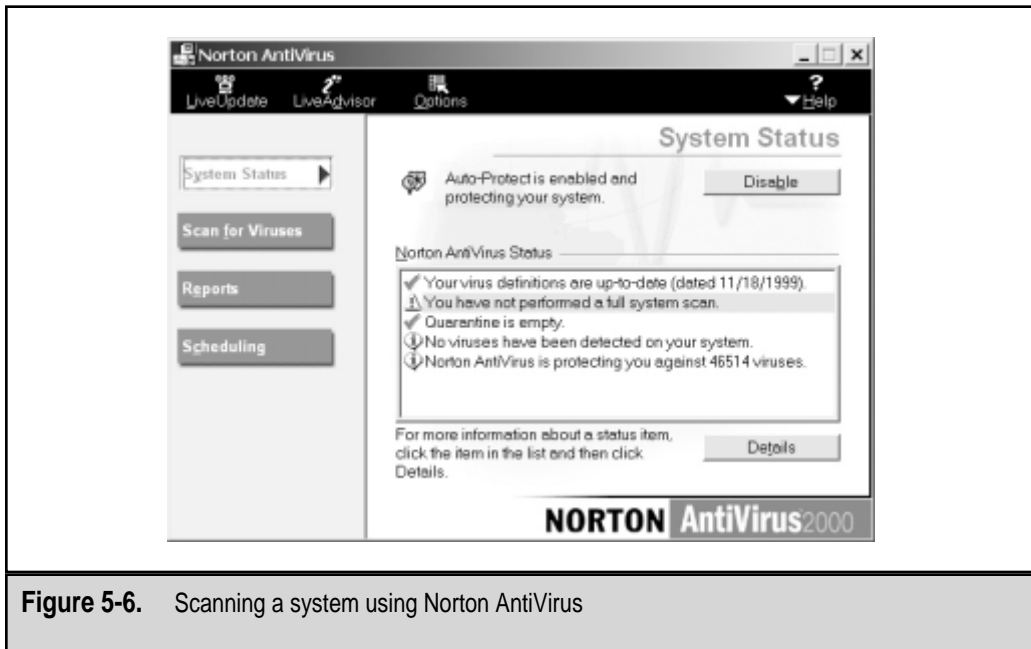 Norton AntiVirus
LiveUpdate LiveAdvisor Options Help
System Status
System Status
Auto-Protect is enabled and
protecting your system.
Disable
Scan for Viruses
Norton AntiVirus Status
Reports
Your virus definitions are up-to-date (dated 11/18/1999).
You have not performed a full system scan.
Quarantine is empty.
No viruses have been detected on your system.
Norton AntiVirus is protecting you against 46514 viruses.
Scheduling
For more information about a status item,
click the item in the list and then click
Details.
Details
NORTON AntiVirus 2000
Figure 5-6. Scanning a system using Norton AntiVirus